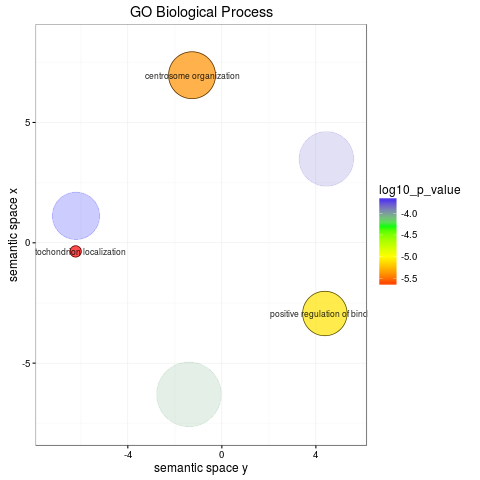 GO Biological Process
centrosome organization
tochondrion localization
positive regulation of bind
5
0
-5
-4
0
4
semantic space x
semantic space y
log10_p_value
-4.0
-4.5
-5.0
-5.5